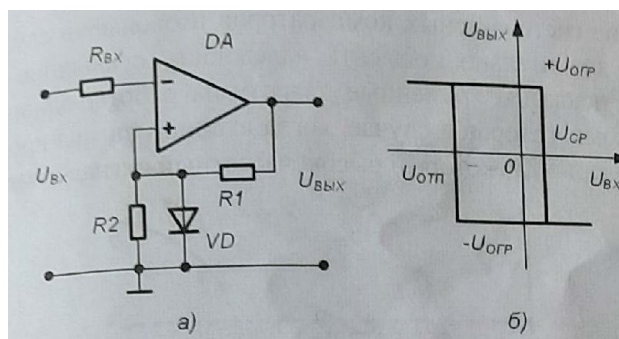 DA
RВХ
−
+
UВХ
R1
UВЫХ
R2
VD
а)
UВЫХ
+UОГР
UСР
0
UОТП
UВХ
-UОГР
б)